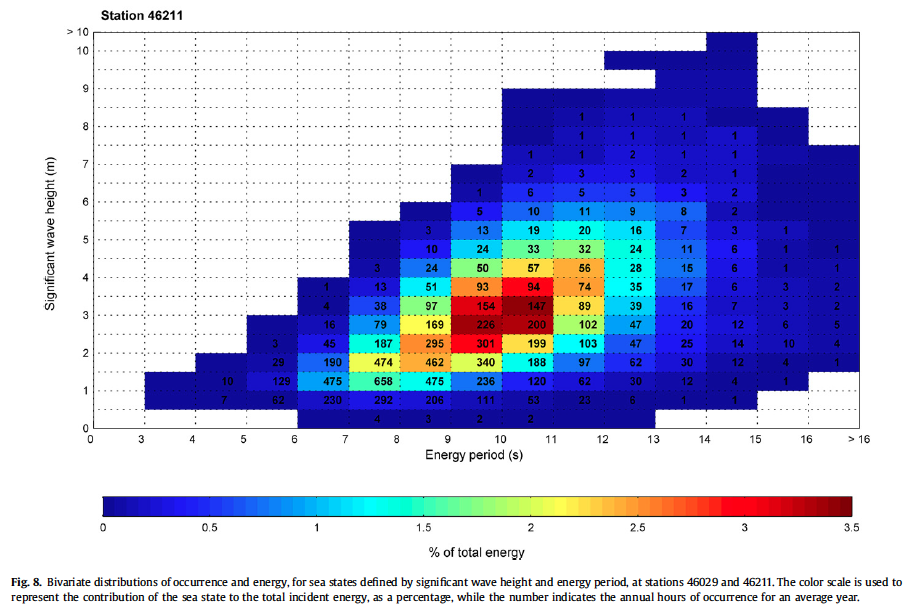 Station 46211
> 10
10
9
1 1 1
8
1 1 1 1
1 1 2 1 1
7
2 3 3 2 1
1 6 5 5 3 2
6
5 10 11 9 8 2
3 13 19 20 16 7 3 1
5
10 24 33 32 24 11 6 1 1
3 24 50 57 56 28 15 6 1 1
4
1 13 51 93 94 74 35 17 6 3 2
4 38 97 154 147 89 39 16 7 3 2
3
16 79 169 226 200 102 47 20 12 6 5
3 45 187 295 301 199 103 47 25 14 10 4
2
29 190 474 462 340 188 97 62 30 12 4 1
10 129 475 658 475 236 120 62 30 12 4 1
1
7 62 230 292 206 111 53 23 6 1 1
4 3 2 2
0
Significant wave height (m)
0 3 4 5 6 7 8 9 10 11 12 13 14 15 16 > 16
Energy period (s)
0 0.5 1 1.5 2 2.5 3 3.5
% of total energy
Fig. 8. Bivariate distributions of occurrence and energy, for sea states defined by significant wave height and energy period, at stations 46029 and 46211. The color scale is used to
represent the contribution of the sea state to the total incident energy, as a percentage, while the number indicates the annual hours of occurrence for an average year.